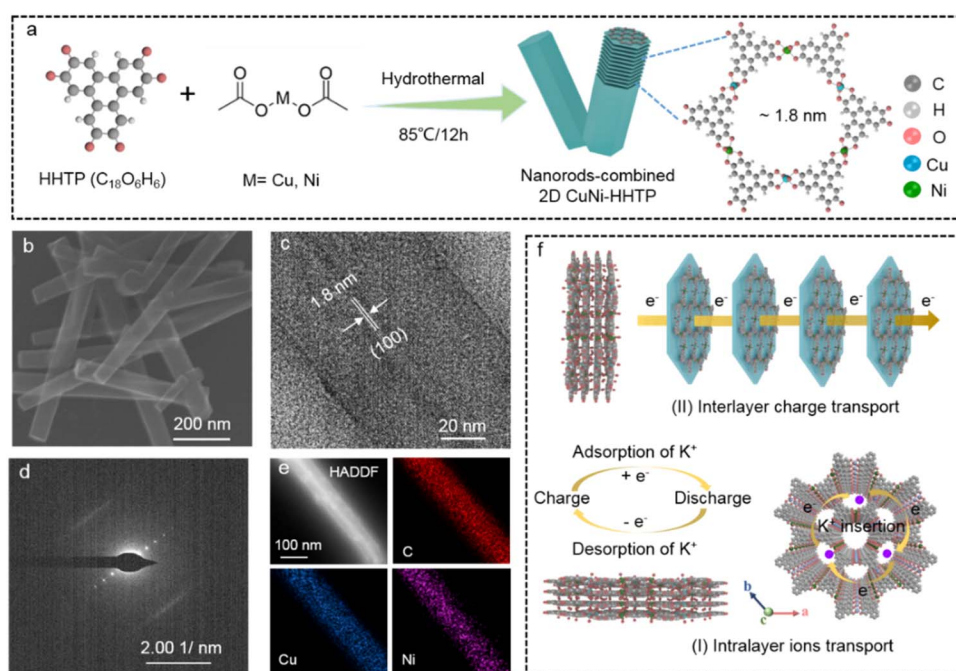 a
HHTP (C₁₈O₆H₆)
+
O
O
M
O
O
M= Cu, Ni
Hydrothermal
85℃/12h
Nanorods-combined
2D CuNi-HHTP
~ 1.8 nm
C
H
O
Cu
Ni
b
200 nm
c
1.8 nm
(100)
20 nm
d
2.00 1/ nm
e
HADDF
100 nm
C
Cu
Ni
f
e⁻
e⁻
e⁻
e⁻
e⁻
(II) Interlayer charge transport
Adsorption of K⁺
+ e⁻
Charge
Discharge
- e⁻
Desorption of K⁺
e⁻
e⁻
K⁺ insertion
e⁻
b
c
a
(I) Intralayer ions transport